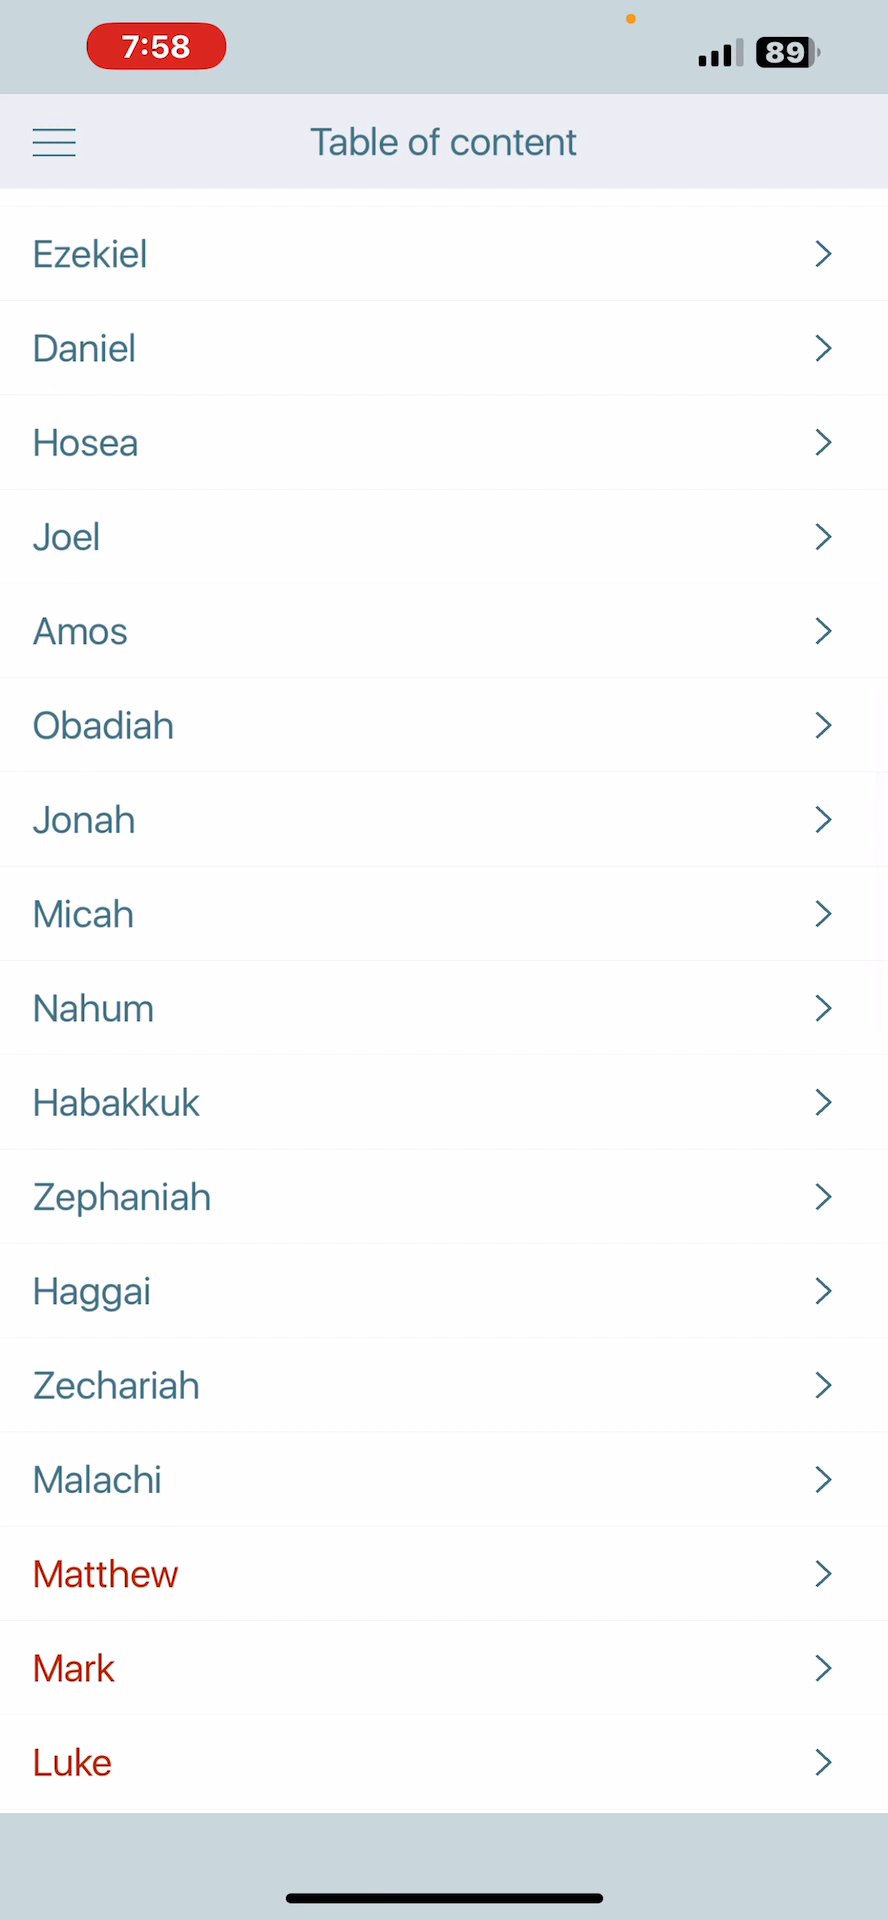 7:58
89
Table of content
Ezekiel
Daniel
Hosea
Joel
Amos
Obadiah
Jonah
Micah
Nahum
Habakkuk
Zephaniah
Haggai
Zechariah
Malachi
Matthew
Mark
Luke